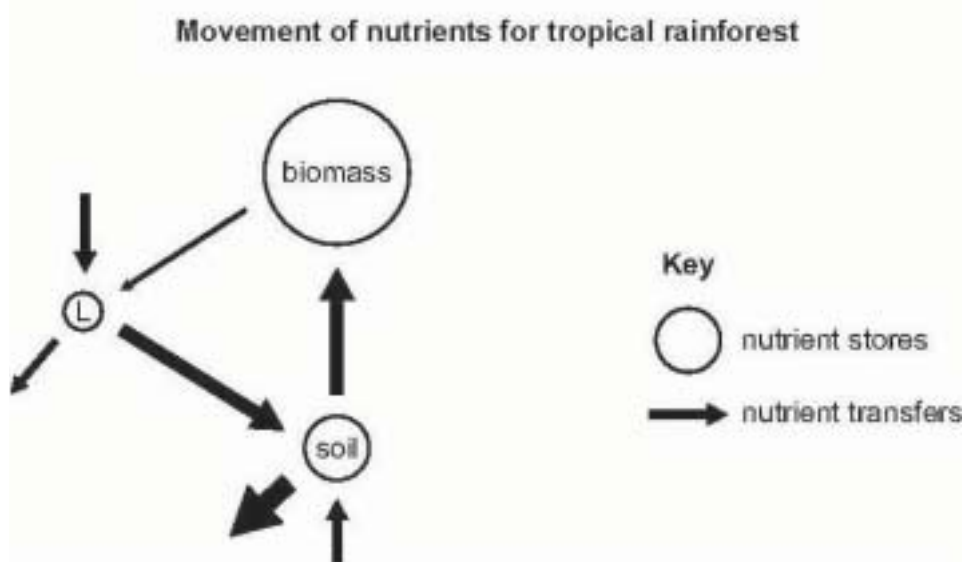 Movement of nutrients for tropical rainforest
biomass
L
soil
Key
nutrient stores
nutrient transfers